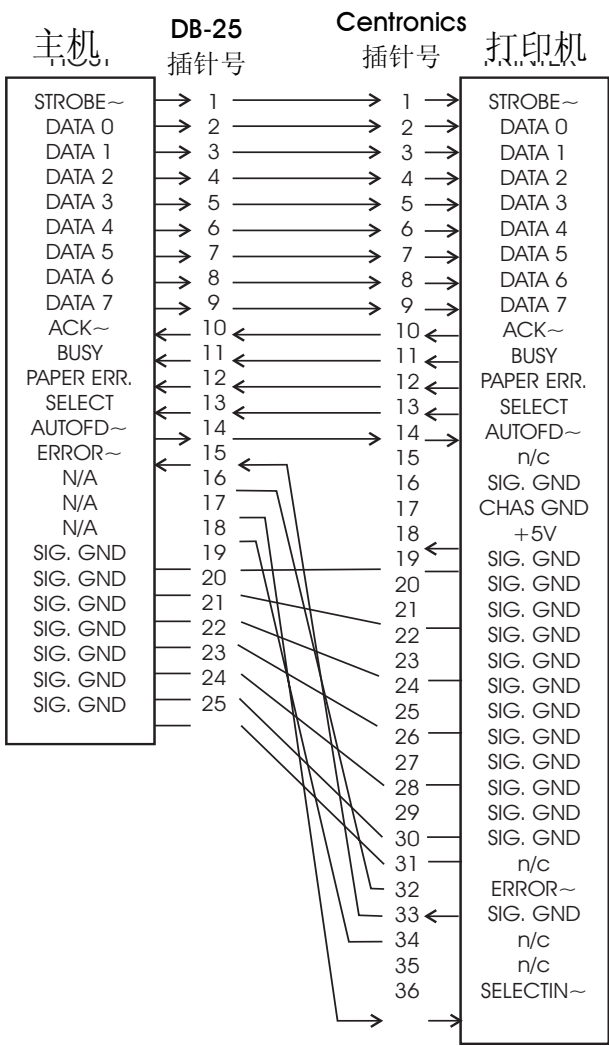 主机 DB-25 插针号 Centronics 插针号 打印机
STROBE~ 1 1 STROBE~
DATA 0 2 2 DATA 0
DATA 1 3 3 DATA 1
DATA 2 4 4 DATA 2
DATA 3 5 5 DATA 3
DATA 4 6 6 DATA 4
DATA 5 7 7 DATA 5
DATA 6 8 8 DATA 6
DATA 7 9 9 DATA 7
ACK~ 10 10 ACK~
BUSY 11 11 BUSY
PAPER ERR. 12 12 PAPER ERR.
SELECT 13 13 SELECT
AUTOFD~ 14 14 AUTOFD~
ERROR~ 15 15 n/c
N/A 16 16 SIG. GND
N/A 17 17 CHAS GND
N/A 18 18 +5V
SIG. GND 19 19 SIG. GND
SIG. GND 20 20 SIG. GND
SIG. GND 21 21 SIG. GND
SIG. GND 22 22 SIG. GND
SIG. GND 23 23 SIG. GND
SIG. GND 24 24 SIG. GND
SIG. GND 25 25 SIG. GND
26 SIG. GND
27 SIG. GND
28 SIG. GND
29 SIG. GND
30 SIG. GND
31 n/c
32 ERROR~
33 SIG. GND
34 n/c
35 n/c
36 SELECTIN~